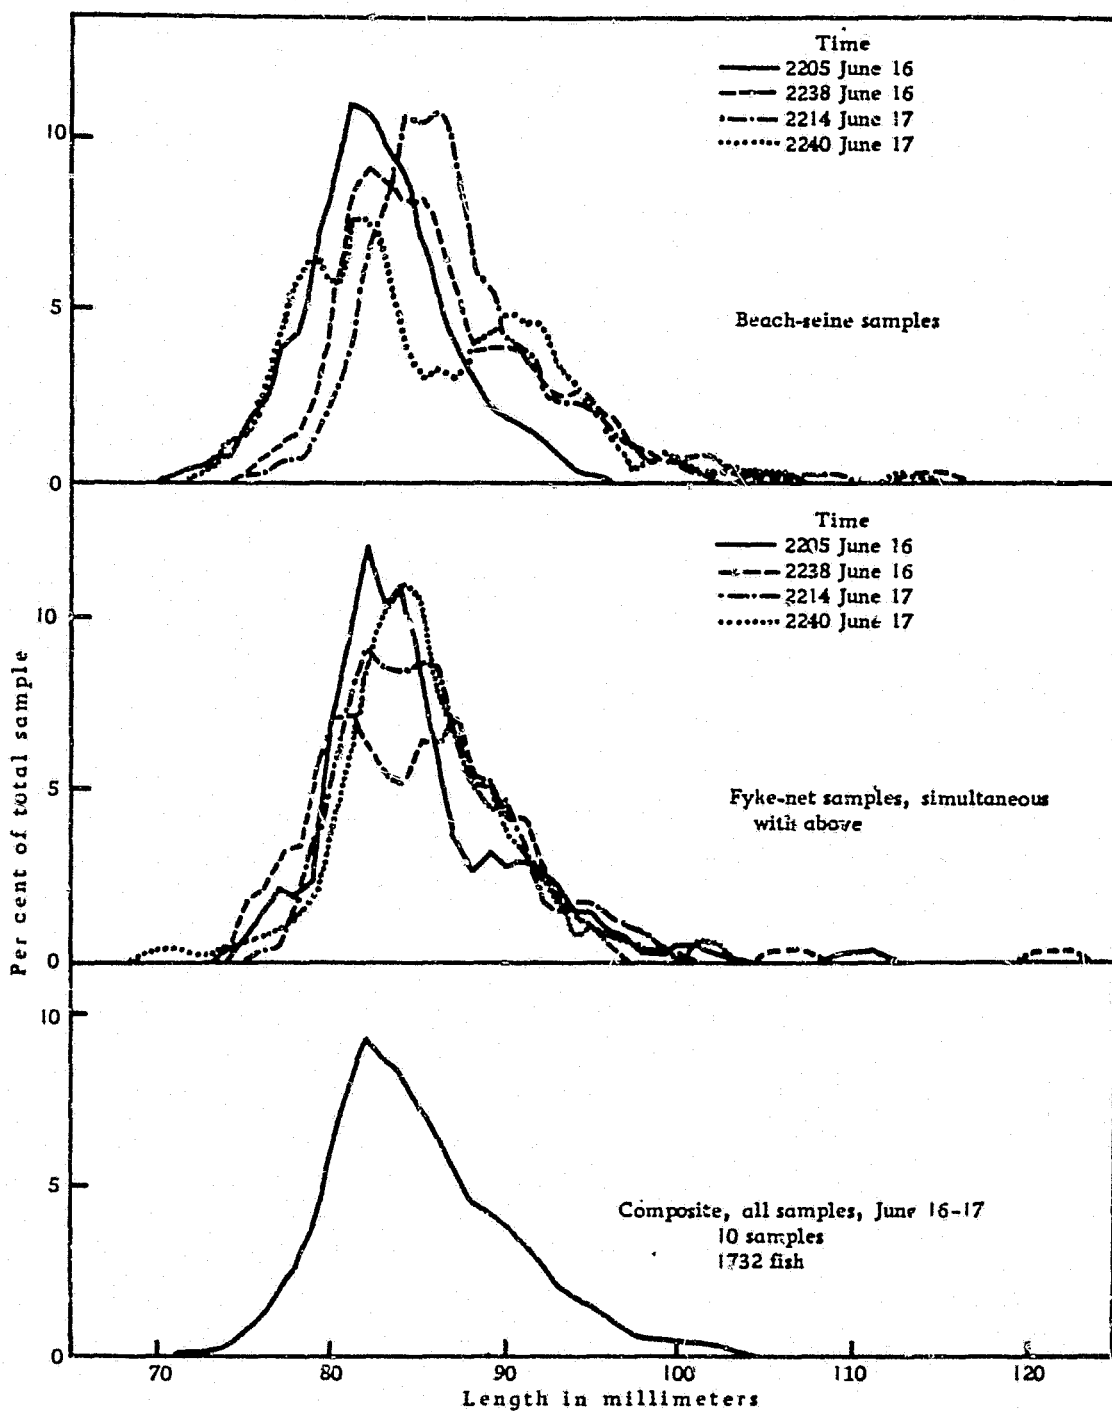 Time
2205 June 16
2238 June 16
2214 June 17
2240 June 17
10
5
0
Beach-seine samples
Time
2205 June 16
2238 June 16
2214 June 17
2240 June 17
10
5
0
Fyke-net samples, simultaneous
with above
Per cent of total sample
10
5
0
Composite, all samples, June 16-17
10 samples
1732 fish
70 80 90 100 110 120
Length in millimeters